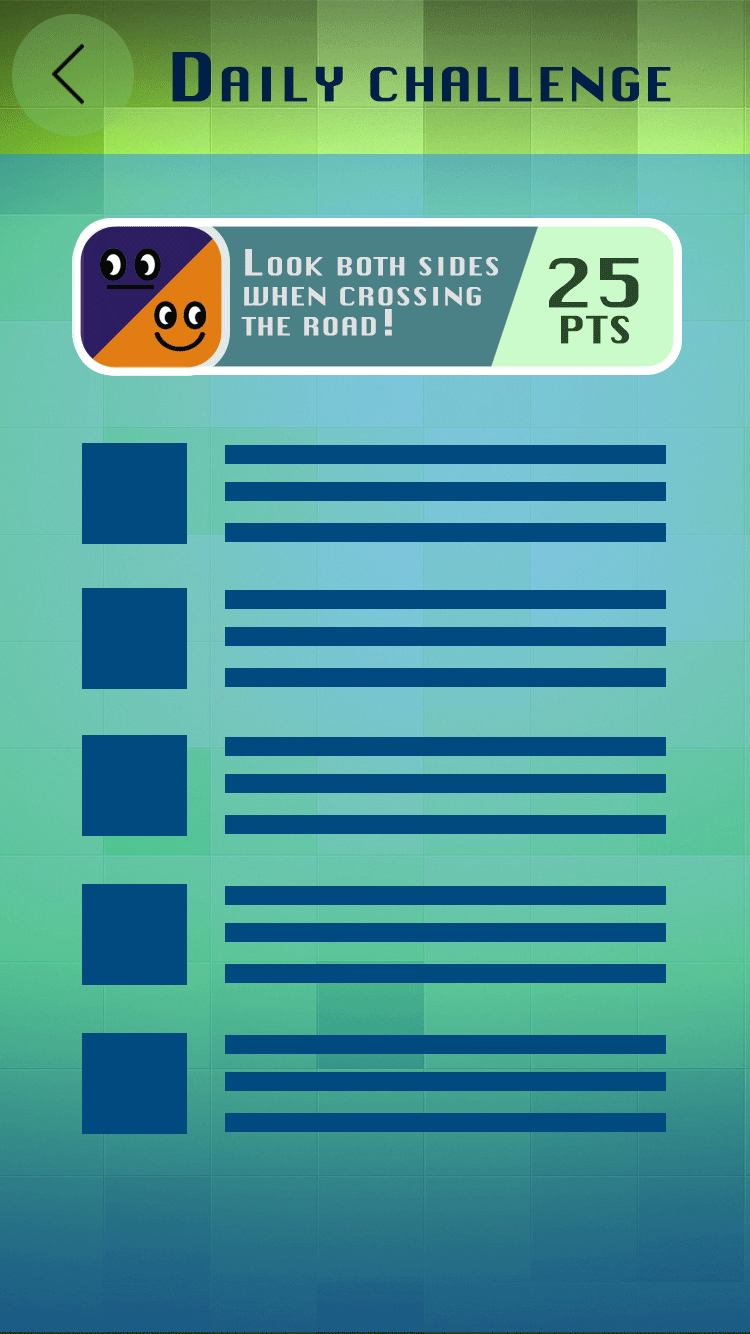 Daily challenge
Look both sides
when crossing
the road!
25
PTS